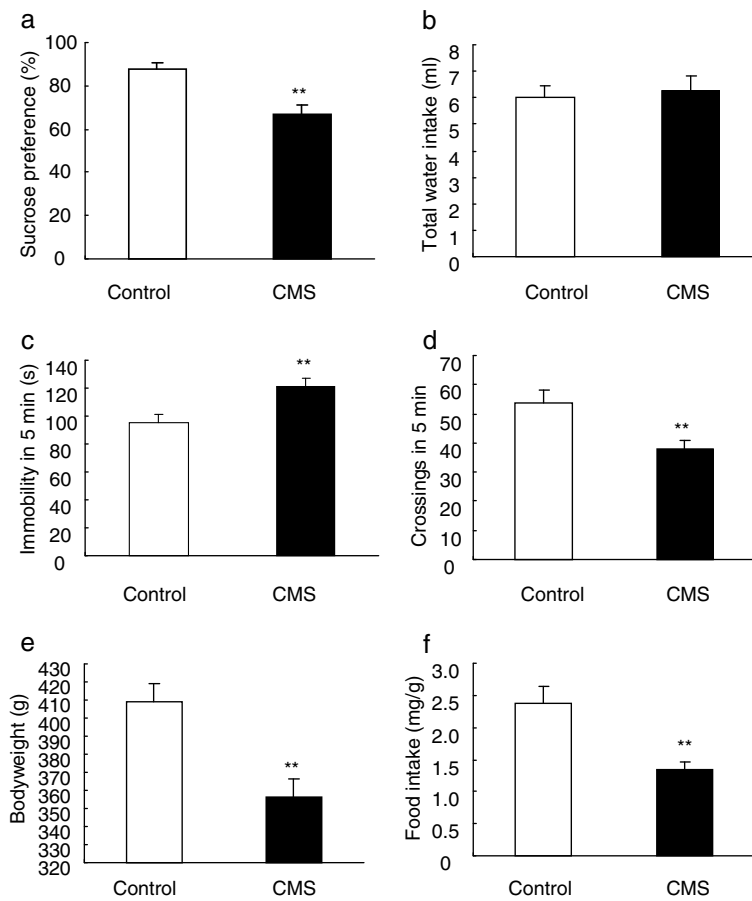 a
Sucrose preference (%)
100
80
60
40
20
0
**
Control
CMS
b
Total water intake (ml)
8
7
6
5
4
3
2
1
0
Control
CMS
c
Immobility in 5 min (s)
140
120
100
80
60
40
20
0
**
Control
CMS
d
Crossings in 5 min
70
60
50
40
30
20
10
0
**
Control
CMS
e
Bodyweight (g)
430
420
410
400
390
380
370
360
350
340
330
320
**
Control
CMS
f
Food intake (mg/g)
3.0
2.5
2.0
1.5
1.0
0.5
0
**
Control
CMS